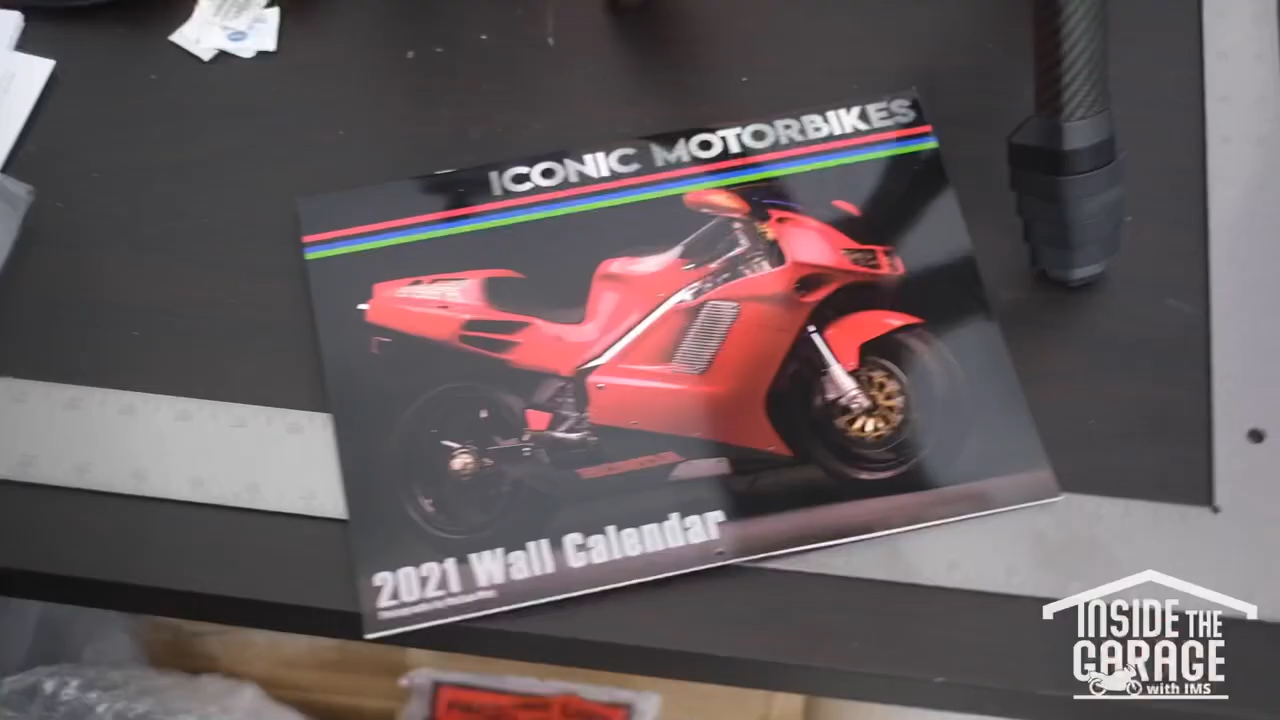 ICONIC MOTORBIKES
2021 Wall Calendar
INSIDE THE
GARAGE
with IMS